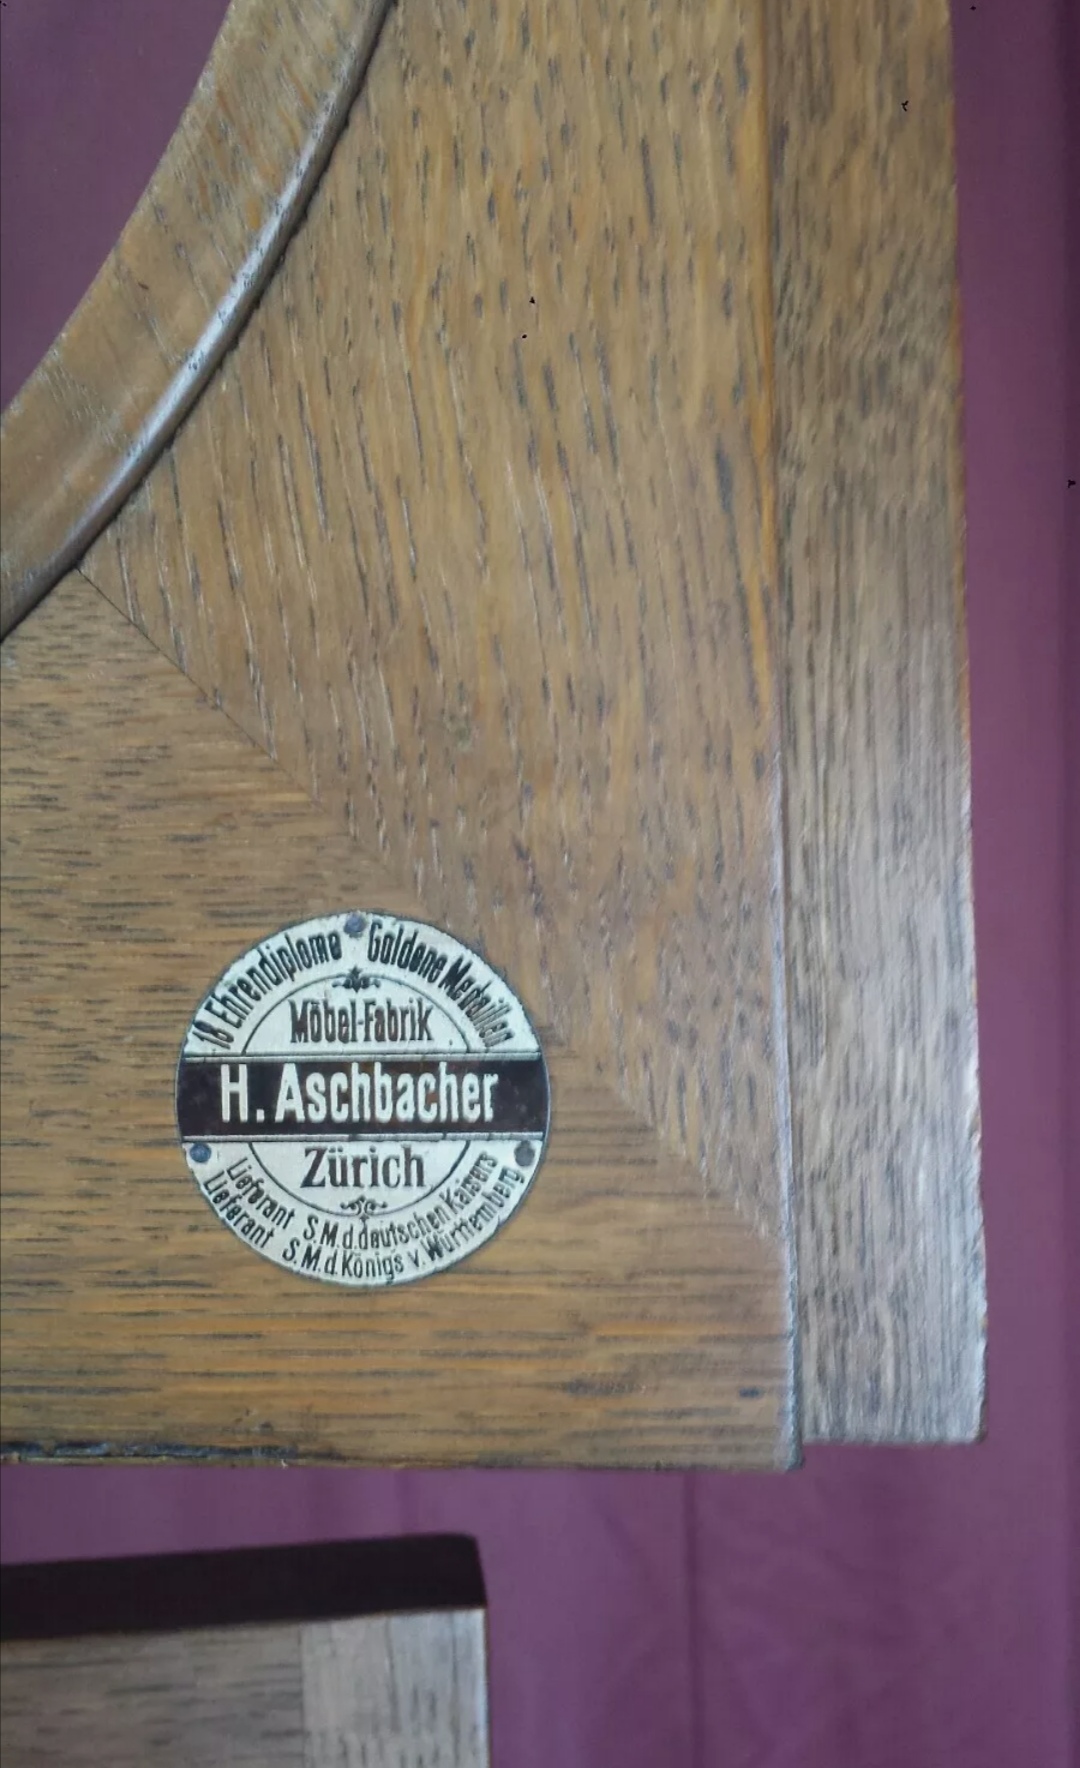 18 Ehrendiplome Goldene Medaillen
Möbel-Fabrik
H. Aschbacher
Zürich
Lieferant S.M.d.deutschen Kaisers
Lieferant S.M.d.Königs v. Württemberg